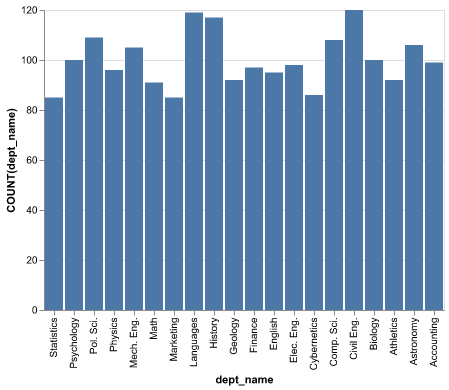 120
100
80
60
40
20
0
COUNT(dept_name)
Statistics
Psychology
Pol. Sci.
Physics
Mech. Eng.
Math
Marketing
Languages
History
Geology
Finance
English
Elec. Eng.
Cybernetics
Comp. Sci.
Civil Eng.
Biology
Athletics
Astronomy
Accounting
dept_name